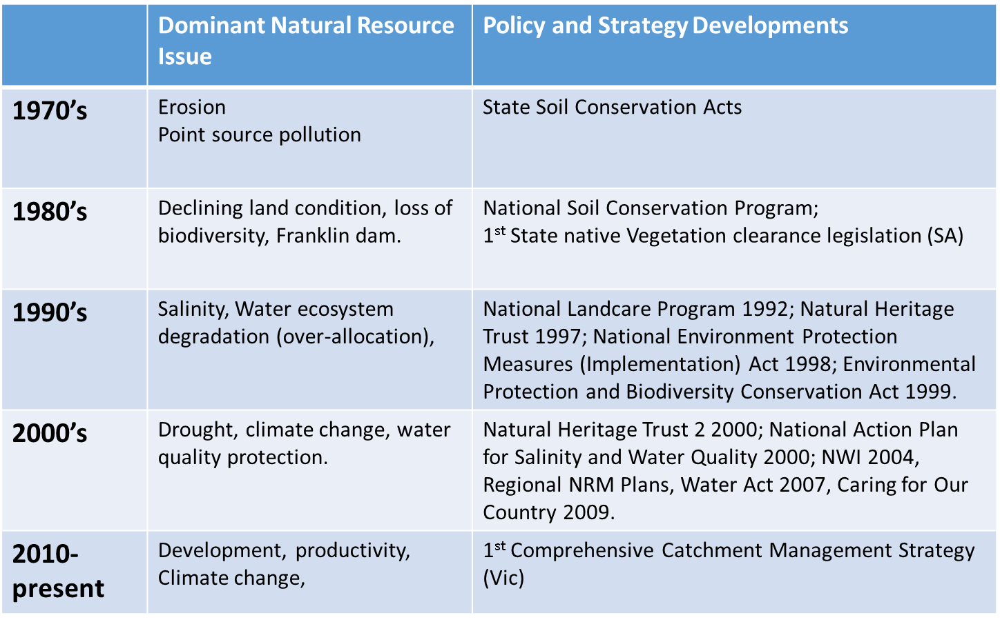 Dominant Natural Resource
Issue
Policy and Strategy Developments
1970’s
Erosion
Point source pollution
State Soil Conservation Acts
1980’s
Declining land condition, loss of
biodiversity, Franklin dam.
National Soil Conservation Program;
1st State native Vegetation clearance legislation (SA)
1990’s
Salinity, Water ecosystem
degradation (over-allocation),
National Landcare Program 1992; Natural Heritage
Trust 1997; National Environment Protection
Measures (Implementation) Act 1998; Environmental
Protection and Biodiversity Conservation Act 1999.
2000’s
Drought, climate change, water
quality protection.
Natural Heritage Trust 2 2000; National Action Plan
for Salinity and Water Quality 2000; NWI 2004,
Regional NRM Plans, Water Act 2007, Caring for Our
Country 2009.
2010-
present
Development, productivity,
Climate change,
1st Comprehensive Catchment Management Strategy
(Vic)